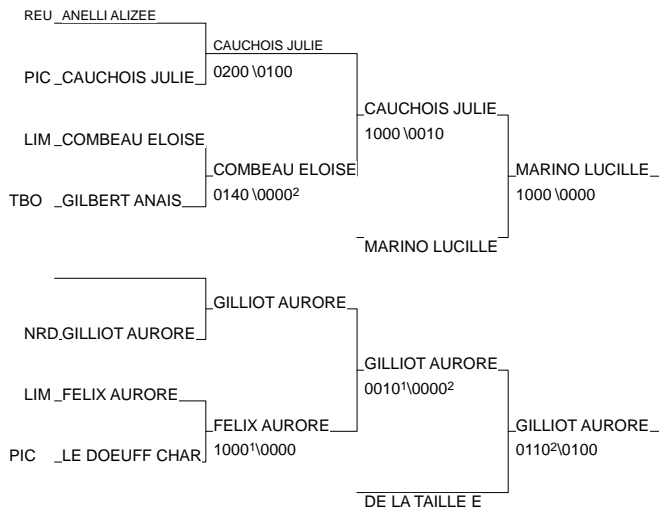 REU ANELLI ALIZEE
CAUCHOIS JULIE
0200\0100
PIC CAUCHOIS JULIE
CAUCHOIS JULIE
1000\0010
LIM COMBEAU ELOISE
COMBEAU ELOISE
0140\0000²
MARINO LUCILLE
1000\0000
TBO GILBERT ANAIS
MARINO LUCILLE
GILLIOT AURORE
NRD GILLIOT AURORE
GILLIOT AURORE
0010¹\0000²
LIM FELIX AURORE
FELIX AURORE
1000¹\0000
GILLIOT AURORE
0110²\0100
PIC LE DOEUFF CHAR
DE LA TAILLE E